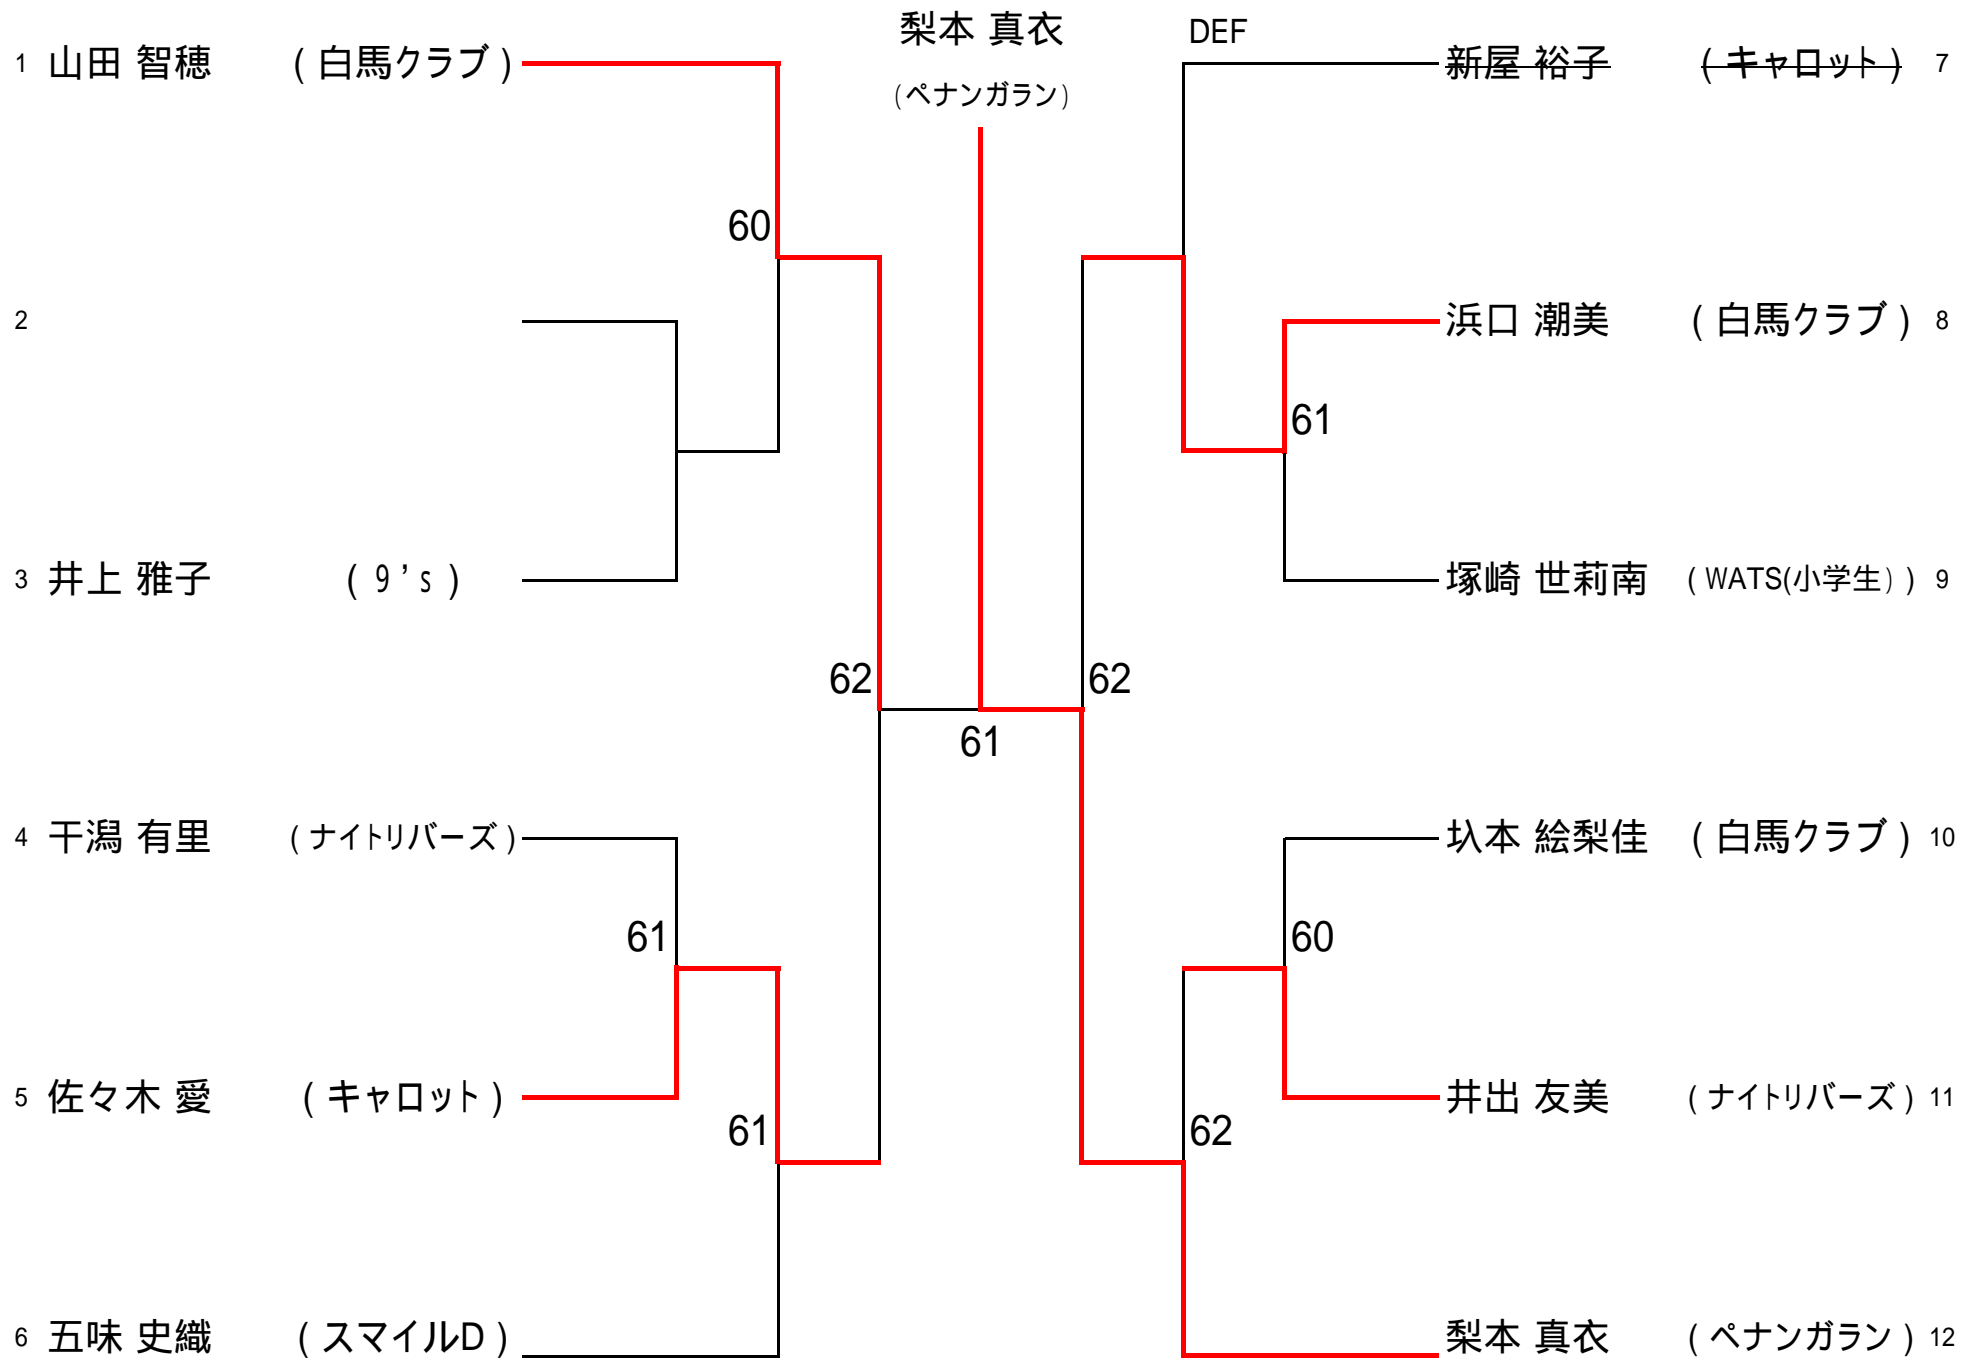 梨本 真衣
(ペナンガラン)
1 山田 智穂 (白馬クラブ)
DEF
新屋 裕子 (キャロット) 7
60
2
浜口 潮美 (白馬クラブ) 8
61
3 井上 雅子 (9's)
塚崎 世莉南 (WATS(小学生)) 9
62
62
61
4 干潟 有里 (ナイトリバーズ)
圦本 絵梨佳 (白馬クラブ) 10
61
60
5 佐々木 愛 (キャロット)
井出 友美 (ナイトリバーズ) 11
61
62
6 五味 史織 (スマイルD)
梨本 真衣 (ペナンガラン) 12